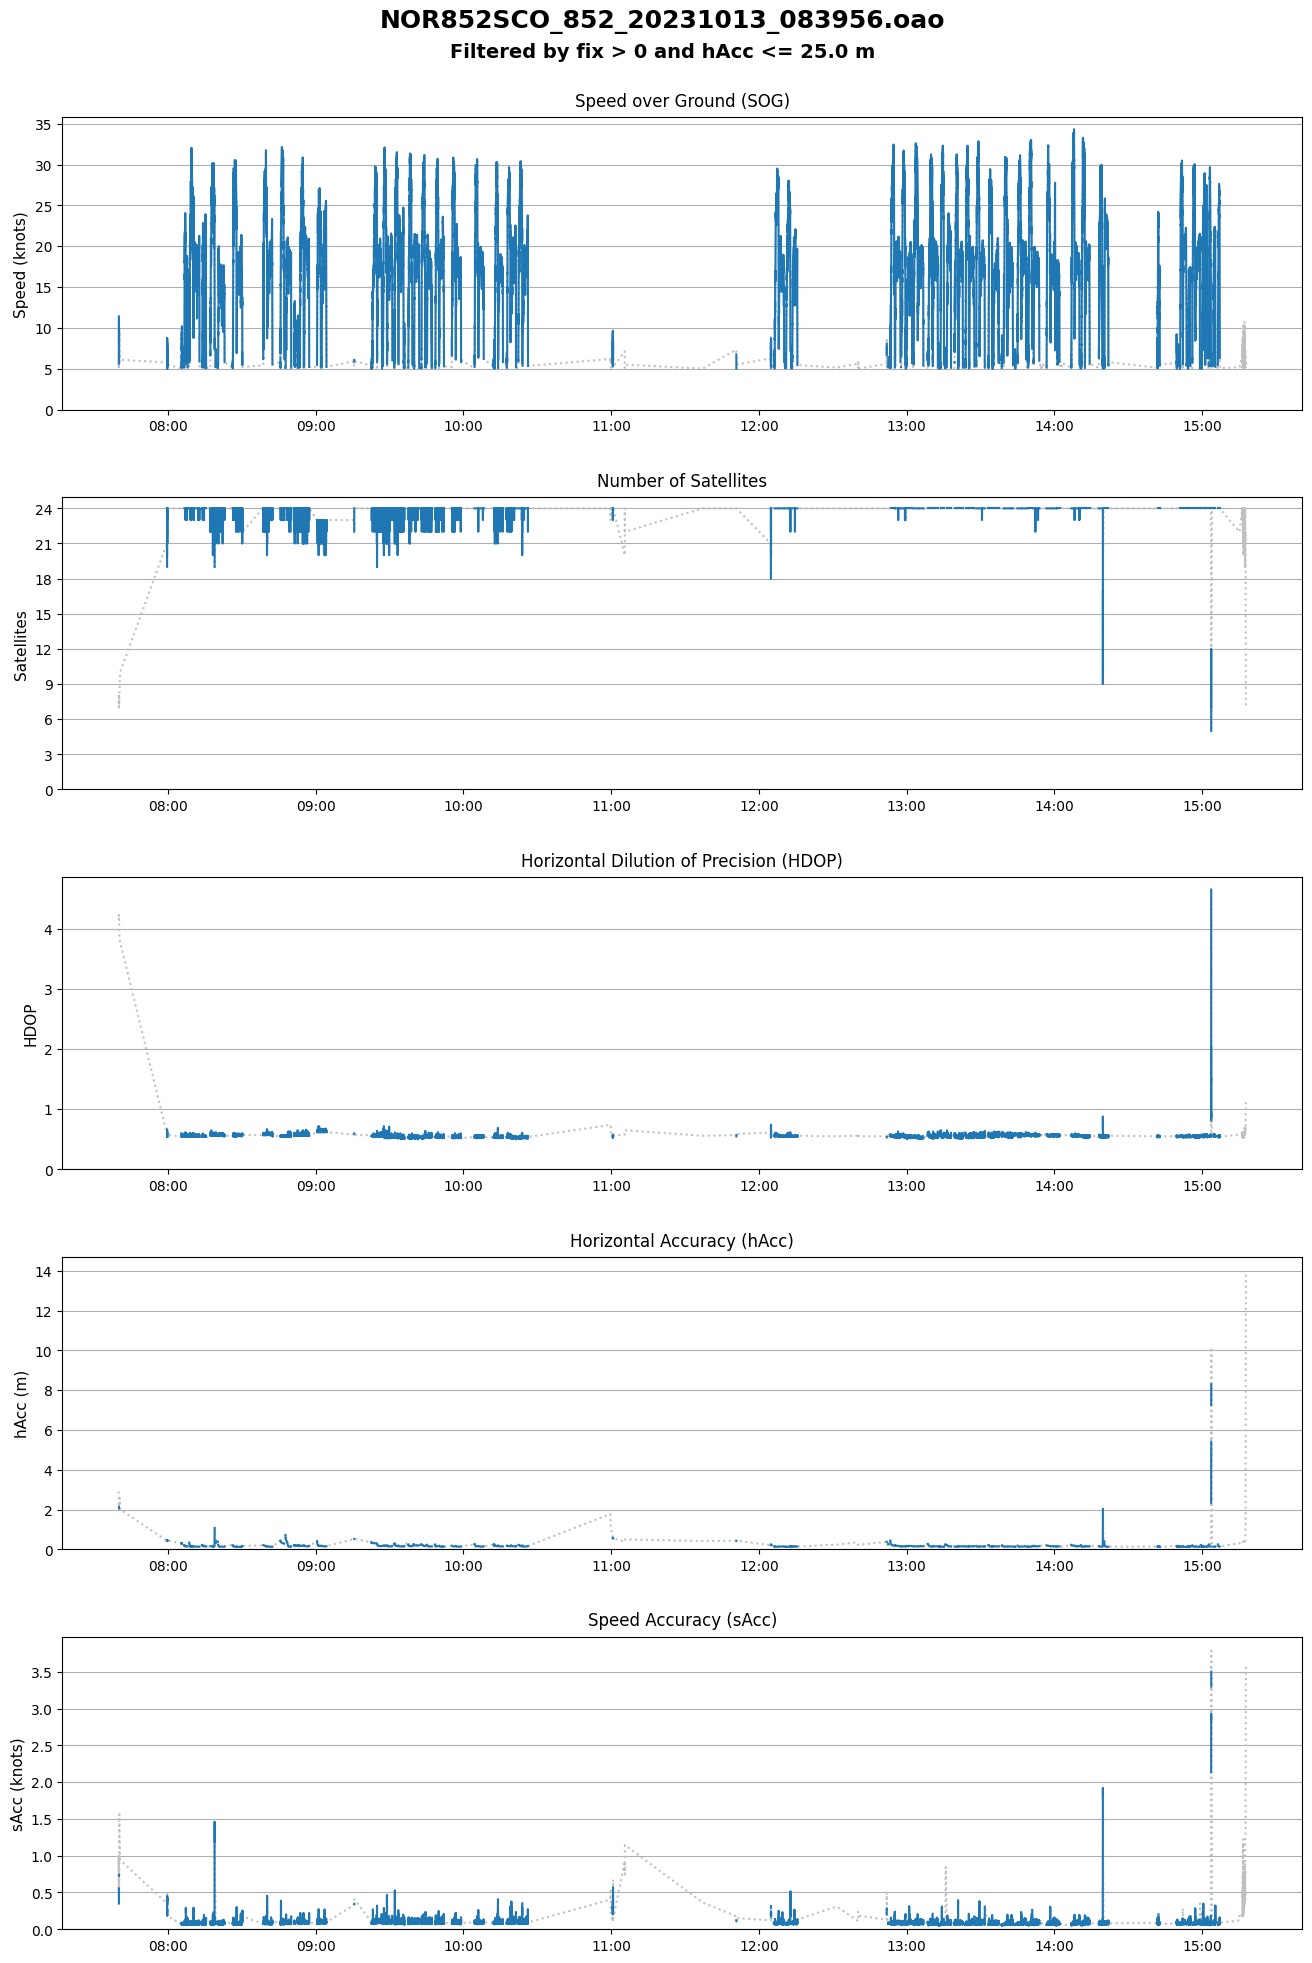 NOR852SCO_852_20231013_083956.oao
Filtered by fix > 0 and hAcc <= 25.0 m
Speed over Ground (SOG)
Speed (knots)
35
30
25
20
15
10
5
0
08:00 09:00 10:00 11:00 12:00 13:00 14:00 15:00
Number of Satellites
Satellites
24
21
18
15
12
9
6
3
0
08:00 09:00 10:00 11:00 12:00 13:00 14:00 15:00
Horizontal Dilution of Precision (HDOP)
HDOP
4
3
2
1
0
08:00 09:00 10:00 11:00 12:00 13:00 14:00 15:00
Horizontal Accuracy (hAcc)
hAcc (m)
14
12
10
8
6
4
2
0
08:00 09:00 10:00 11:00 12:00 13:00 14:00 15:00
Speed Accuracy (sAcc)
sAcc (knots)
3.5
3.0
2.5
2.0
1.5
1.0
0.5
0.0
08:00 09:00 10:00 11:00 12:00 13:00 14:00 15:00